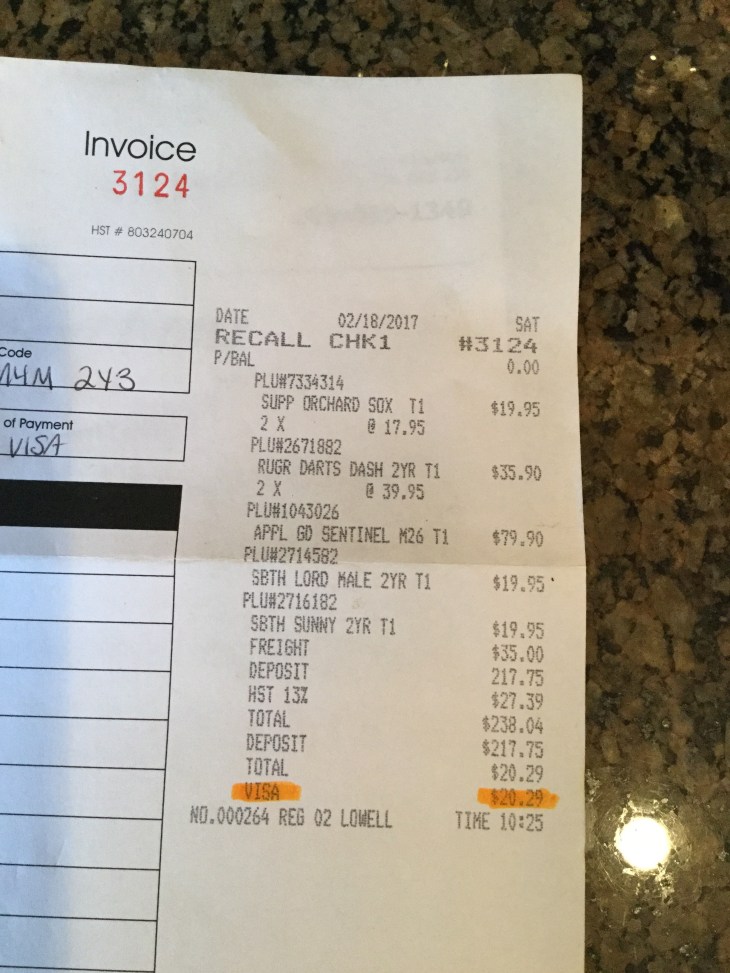 Invoice
3124
HST # 803240704
Code
M4M 2Y3
of Payment
VISA
DATE 02/18/2017 SAT
RECALL CHK1 #3124
P/BAL 0.00
PLU#7334314
SUPP ORCHARD SOX T1 $19.95
2 X @ 17.95
PLU#2671882
RUGR DARTS DASH 2YR T1 $35.90
2 X @ 39.95
PLU#1043026
APPL GD SENTINEL M26 T1 $79.90
PLU#2714582
SBTH LORD MALE 2YR T1 $19.95
PLU#2716182
SBTH SUNNY 2YR T1 $19.95
FREIGHT $35.00
DEPOSIT 217.75
HST 13% $27.39
TOTAL $238.04
DEPOSIT $217.75
TOTAL $20.29
VISA $20.29
NO.000264 REG 02 LOWELL TIME 10:25